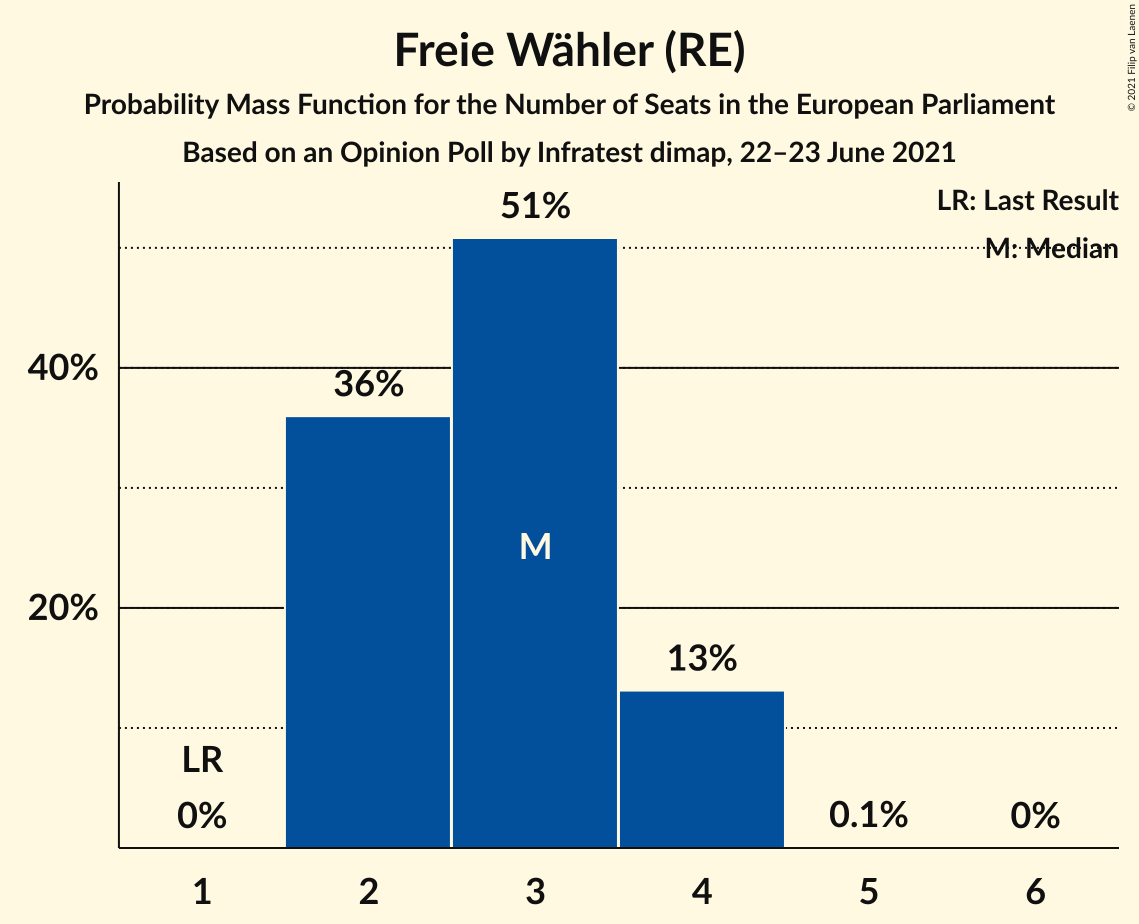 Freie Wähler (RE)
Probability Mass Function for the Number of Seats in the European Parliament
Based on an Opinion Poll by Infratest dimap, 22–23 June 2021
© 2021 Filip van Laenen
LR: Last Result
M: Median
51%
40%
36%
M
20%
13%
LR
0%
0.1%
0%
1
2
3
4
5
6